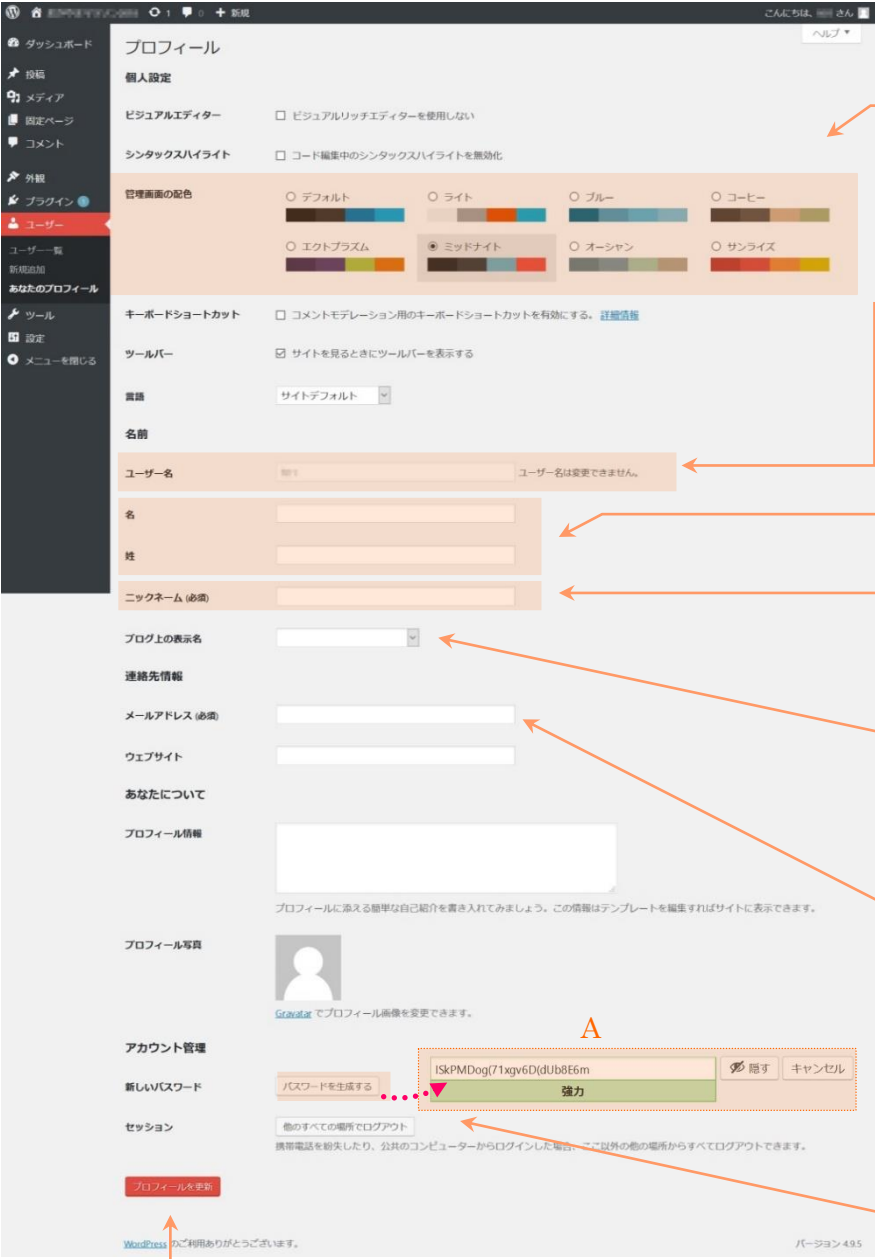 1 0 + 新規
こんにちは、 さん
ヘルプ ▼
ダッシュボード
投稿
メディア
固定ページ
コメント
外観
プラグイン 1
ユーザー
ユーザー一覧
新規追加
あなたのプロフィール
ツール
設定
メニューを閉じる
プロフィール
個人設定
ビジュアルエディター ビジュアルリッチエディターを使用しない
シンタックスハイライト コード編集中のシンタックスハイライトを無効化
管理画面の配色
デフォルト ライト ブルー コーヒー
エクトプラズム ミッドナイト オーシャン サンライズ
キーボードショートカット コメントモデレーション用のキーボードショートカットを有効にする。 詳細情報
ツールバー サイトを見るときにツールバーを表示する
言語 サイトデフォルト
名前
ユーザー名 ユーザー名は変更できません。
名
姓
ニックネーム (必須)
ブログ上の表示名
連絡先情報
メールアドレス (必須)
ウェブサイト
あなたについて
プロフィール情報
プロフィールに添える簡単な自己紹介を書き入れてみましょう。この情報はテンプレートを編集すればサイトに表示できます。
プロフィール写真
Gravatar でプロフィール画像を変更できます。
A
アカウント管理
新しいパスワード パスワードを生成する
ISkPMDog(71xgv6D(dUb8E6m 隠す キャンセル
強力
セッション 他のすべての場所でログアウト
携帯電話を紛失したり、公共のコンピューターからログインした場合、ここ以外の他の場所からすべてログアウトできます。
プロフィールを更新
WordPress のご利用ありがとうございます。
バージョン 4.9.5